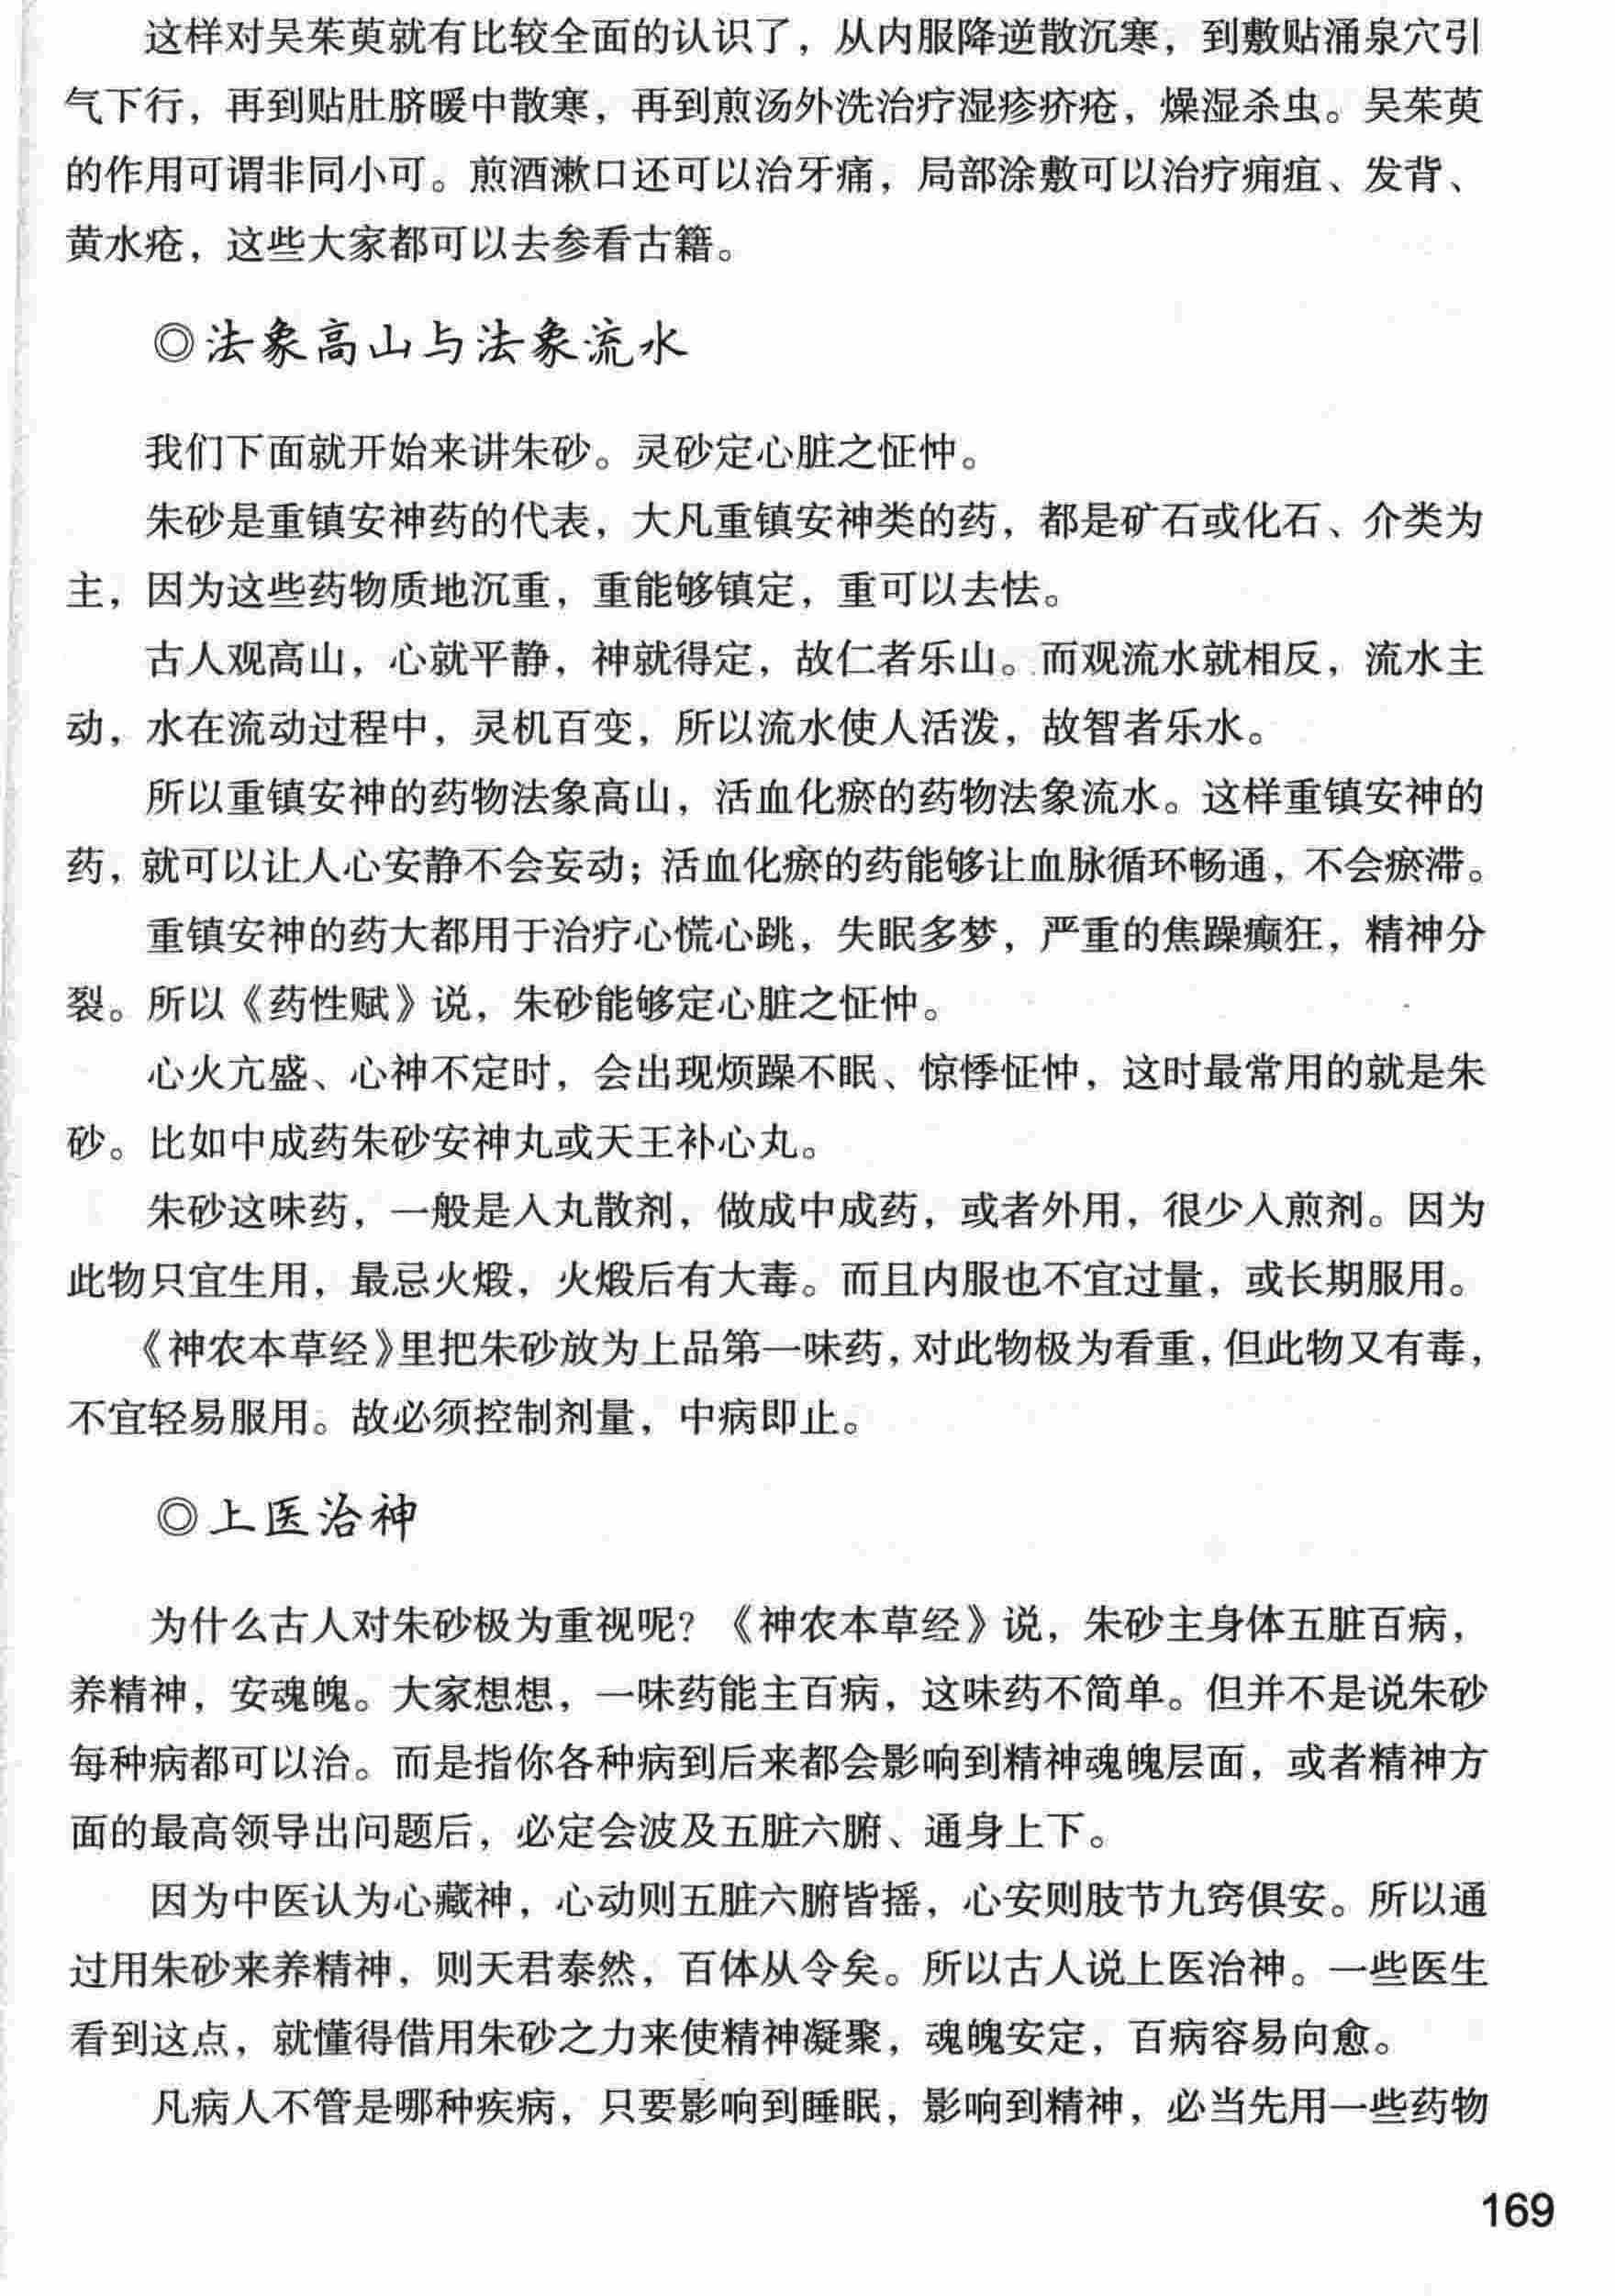 这样对吴茱萸就有比较全面的认识了，从内服降逆散沉寒，到敷贴涌泉穴引
气下行，再到贴肚脐暖中散寒，再到煎汤外洗治疗湿疹疥疮，燥湿杀虫。吴茱萸
的作用可谓非同小可。煎酒漱口还可以治牙痛，局部涂敷可以治疗痈疽、发背、
黄水疮，这些大家都可以去参看古籍。
◎法象高山与法象流水
我们下面就开始来讲朱砂。灵砂定心脏之怔忡。
朱砂是重镇安神药的代表，大凡重镇安神类的药，都是矿石或化石、介类为
主，因为这些药物质地沉重，重能够镇定，重可以去怯。
古人观高山，心就平静，神就得定，故仁者乐山。而观流水就相反，流水主
动，水在流动过程中，灵机百变，所以流水使人活泼，故智者乐水。
所以重镇安神的药物法象高山，活血化瘀的药物法象流水。这样重镇安神的
药，就可以让人心安静不会妄动；活血化瘀的药能够让血脉循环畅通，不会瘀滞。
重镇安神的药大都用于治疗心慌心跳，失眠多梦，严重的焦躁癫狂，精神分
裂。所以《药性赋》说，朱砂能够定心脏之怔忡。
心火亢盛、心神不定时，会出现烦躁不眠、惊悸怔忡，这时最常用的就是朱
砂。比如中成药朱砂安神丸或天王补心丸。
朱砂这味药，一般是入丸散剂，做成中成药，或者外用，很少入煎剂。因为
此物只宜生用，最忌火煅，火煅后有大毒。而且内服也不宜过量，或长期服用。
《神农本草经》里把朱砂放为上品第一味药，对此物极为看重，但此物又有毒，
不宜轻易服用。故必须控制剂量，中病即止。
◎上医治神
为什么古人对朱砂极为重视呢？《神农本草经》说，朱砂主身体五脏百病，
养精神，安魂魄。大家想想，一味药能主百病，这味药不简单。但并不是说朱砂
每种病都可以治。而是指你各种病到后来都会影响到精神魂魄层面，或者精神方
面的最高领导出问题后，必定会波及五脏六腑、通身上下。
因为中医认为心藏神，心动则五脏六腑皆摇，心安则肢节九窍俱安。所以通
过用朱砂来养精神，则天君泰然，百体从令矣。所以古人说上医治神。一些医生
看到这点，就懂得借用朱砂之力来使精神凝聚，魂魄安定，百病容易向愈。
凡病人不管是哪种疾病，只要影响到睡眠，影响到精神，必当先用一些药物
169